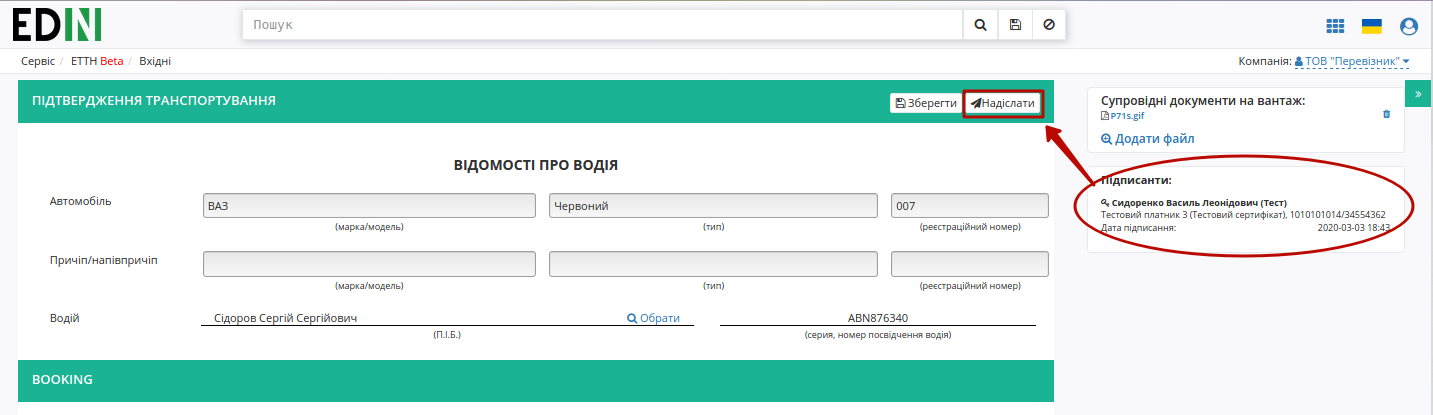 EDIN
Пошук
Сервіс / ЕТТН Beta / Вхідні
Компанія: ТОВ "Перевізник"
ПІДТВЕРДЖЕННЯ ТРАНСПОРТУВАННЯ
Зберегти
Надіслати
»
Супровідні документи на вантаж:
P71s.gif
Додати файл
Підписанти:
Сидоренко Василь Леонідович (Тест)
Тестовий платник 3 (Тестовий сертифікат), 1010101014/34554362
Дата підписання: 2020-03-03 18:43
ВІДОМОСТІ ПРО ВОДІЯ
Автомобіль ВАЗ Червоний 007
(марка/модель) (тип) (реєстраційний номер)
Причіп/напівпричіп
(марка/модель) (тип) (реєстраційний номер)
Водій Сідоров Сергій Сергійович Обрати ABN876340
(П.І.Б.) (серия, номер посвідчення водія)
BOOKING